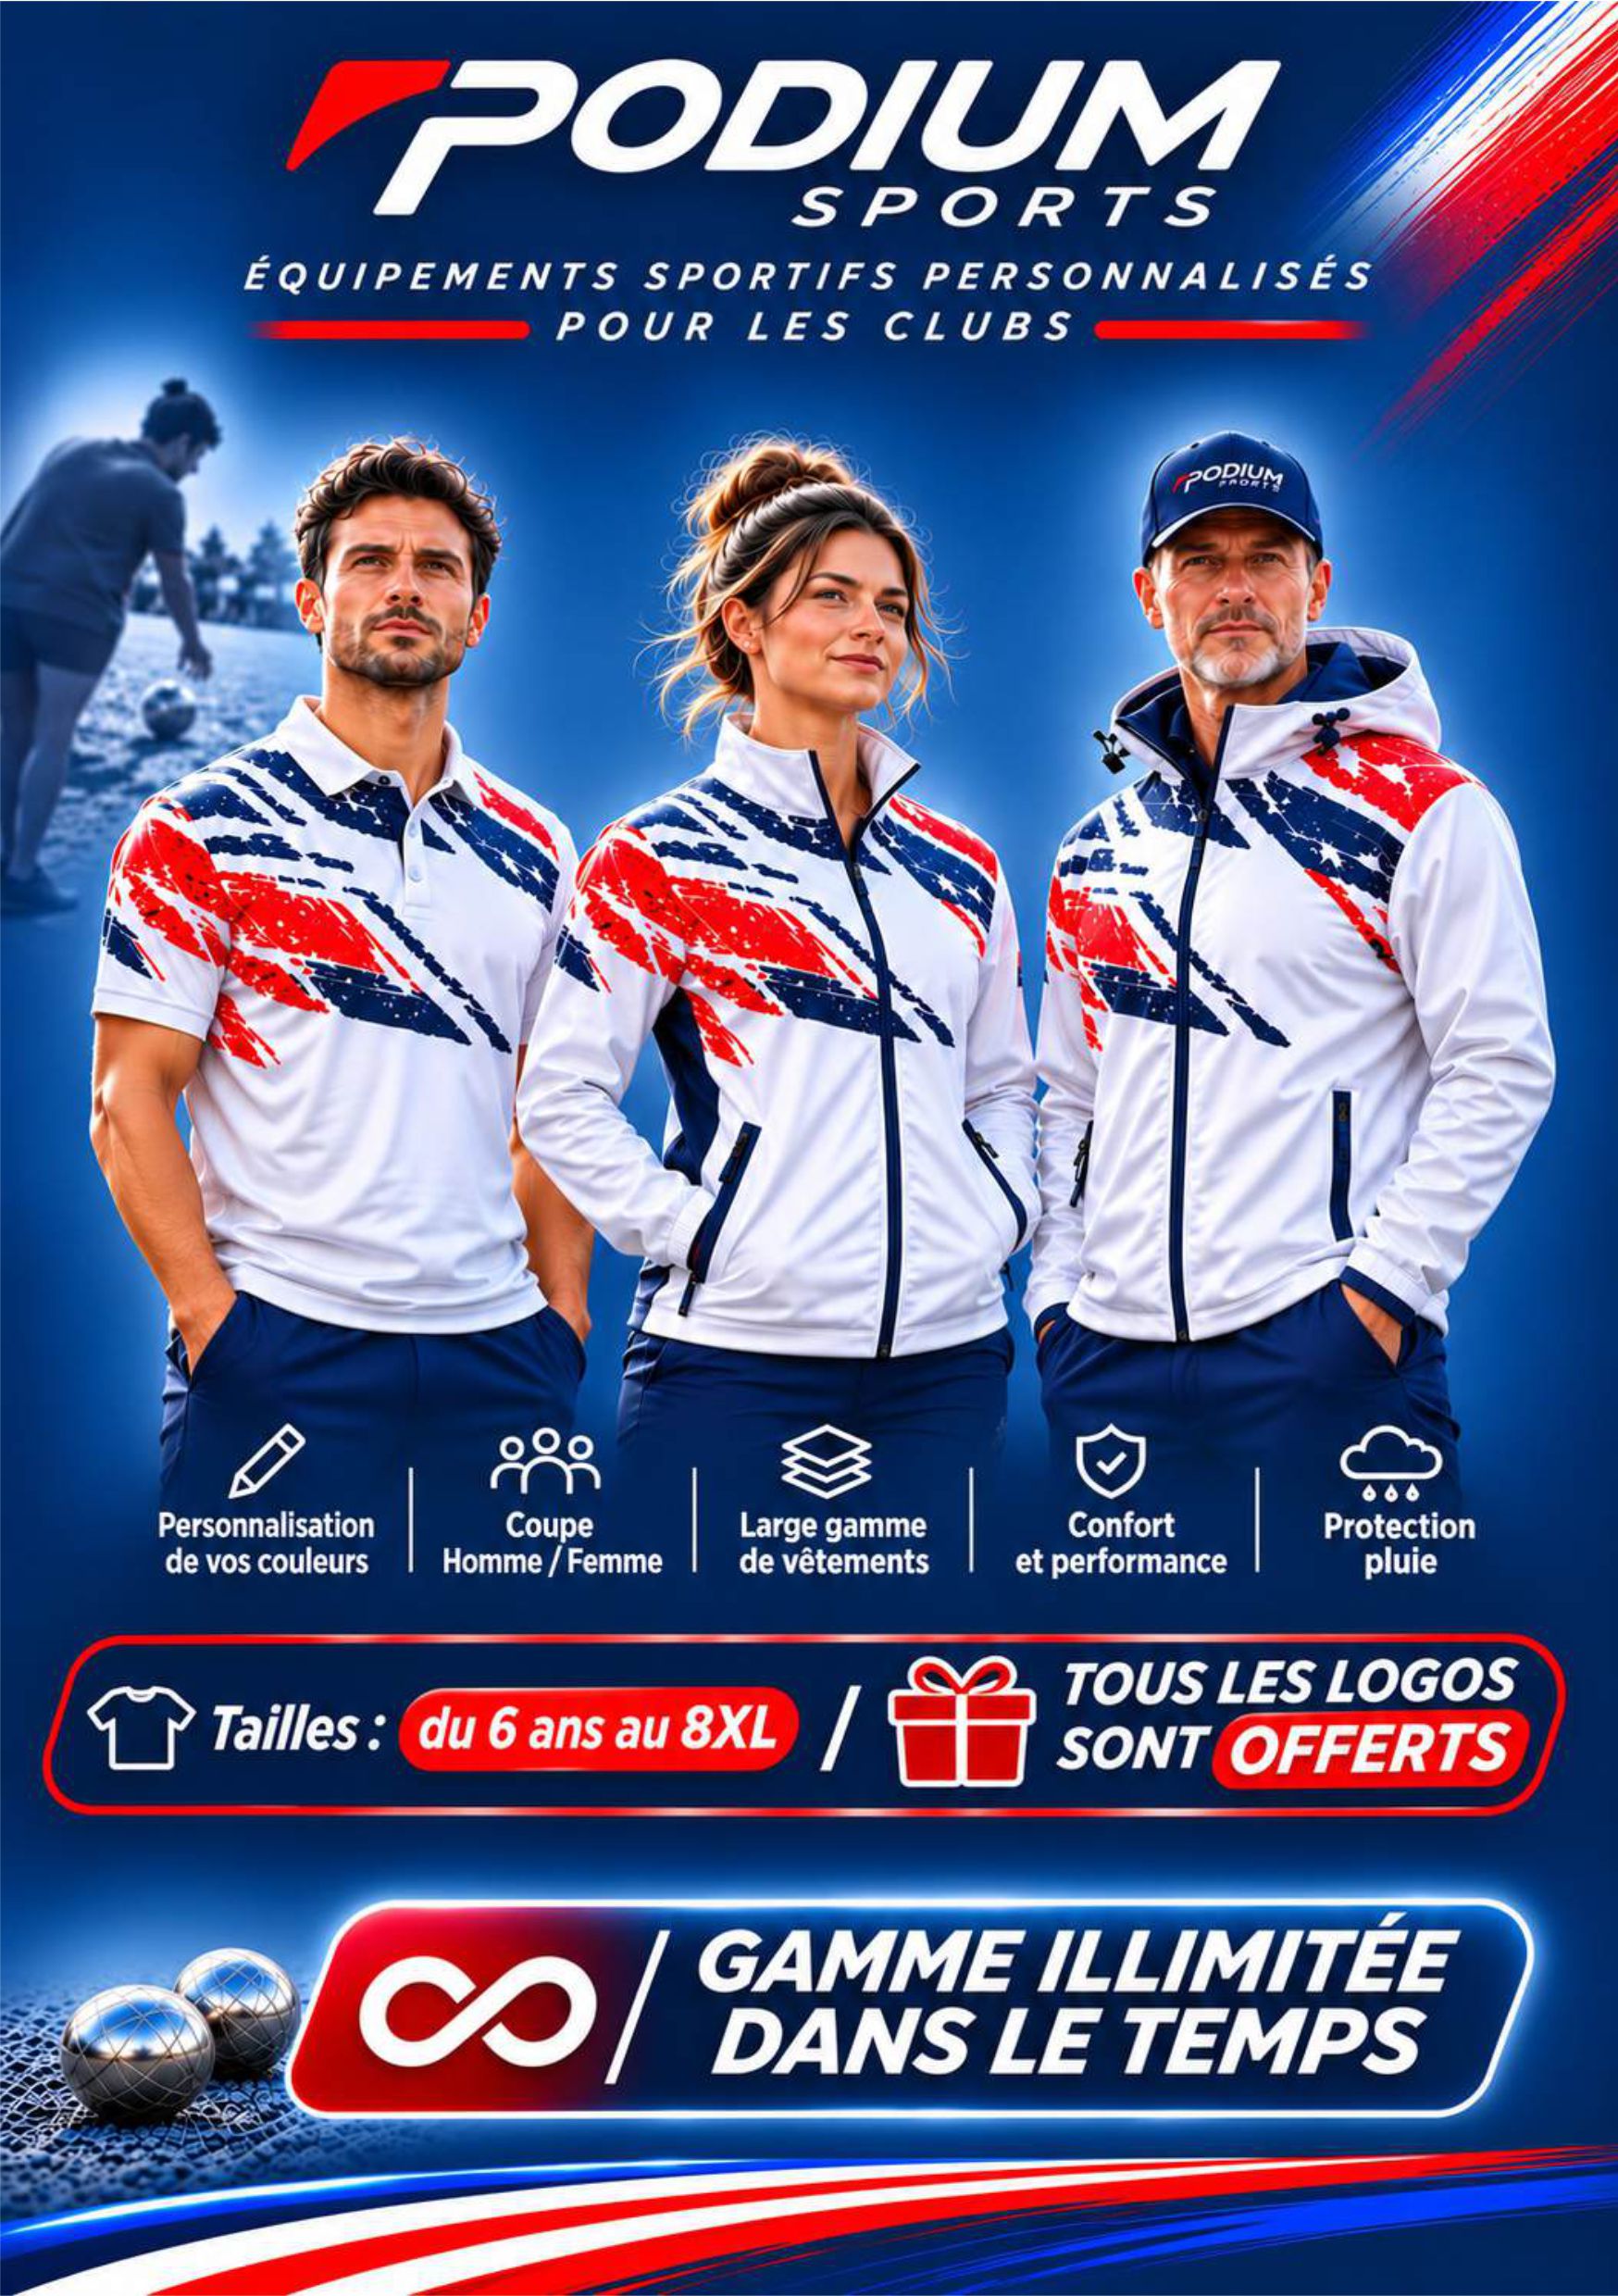 PODIUM
SPORTS
ÉQUIPEMENTS SPORTIFS PERSONNALISÉS
POUR LES CLUBS
PODIUM
Personnalisation
de vos couleurs
Coupe
Homme / Femme
Large gamme
de vêtements
Confort
et performance
Protection
pluie
Tailles : du 6 ans au 8XL
/
TOUS LES LOGOS
SONT OFFERTS
GAMME ILLIMITÉE
DANS LE TEMPS